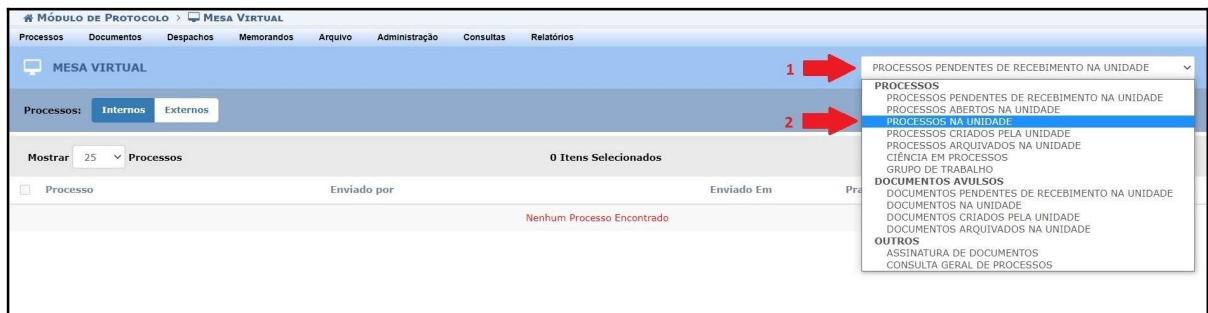 MÓDULO DE PROTOCOLO > MESA VIRTUAL
Processos Documentos Despachos Memorandos Arquivo Administração Consultas Relatórios
MESA VIRTUAL
1
PROCESSOS PENDENTES DE RECEBIMENTO NA UNIDADE
Processos: Internos Externos
2
PROCESSOS
PROCESSOS PENDENTES DE RECEBIMENTO NA UNIDADE
PROCESSOS ABERTOS NA UNIDADE
PROCESSOS NA UNIDADE
PROCESSOS CRIADOS PELA UNIDADE
PROCESSOS ARQUIVADOS NA UNIDADE
CIÊNCIA EM PROCESSOS
GRUPO DE TRABALHO
DOCUMENTOS AVULSOS
DOCUMENTOS PENDENTES DE RECEBIMENTO NA UNIDADE
DOCUMENTOS NA UNIDADE
DOCUMENTOS CRIADOS PELA UNIDADE
DOCUMENTOS ARQUIVADOS NA UNIDADE
OUTROS
ASSINATURA DE DOCUMENTOS
CONSULTA GERAL DE PROCESSOS
Mostrar 25 Processos 0 Itens Selecionados
Processo Enviado por Enviado Em Pra
Nenhum Processo Encontrado